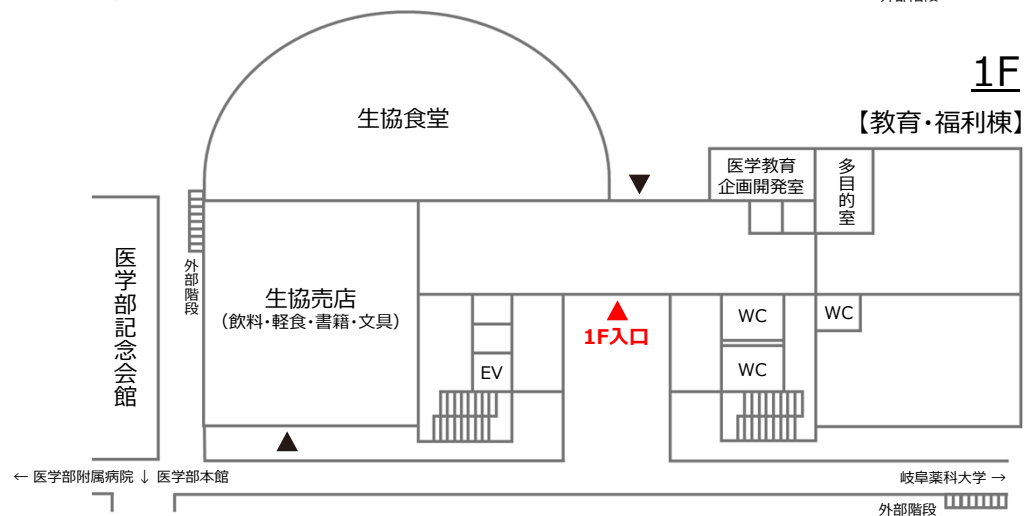 外部階段
1F
【教育・福利棟】
生協食堂
医学教育
企画開発室
多目的室
医学部記念会館
外部階段
生協売店
(飲料・軽食・書籍・文具)
1F入口
WC
WC
EV
WC
← 医学部附属病院 ↓ 医学部本館
岐阜薬科大学 →
外部階段